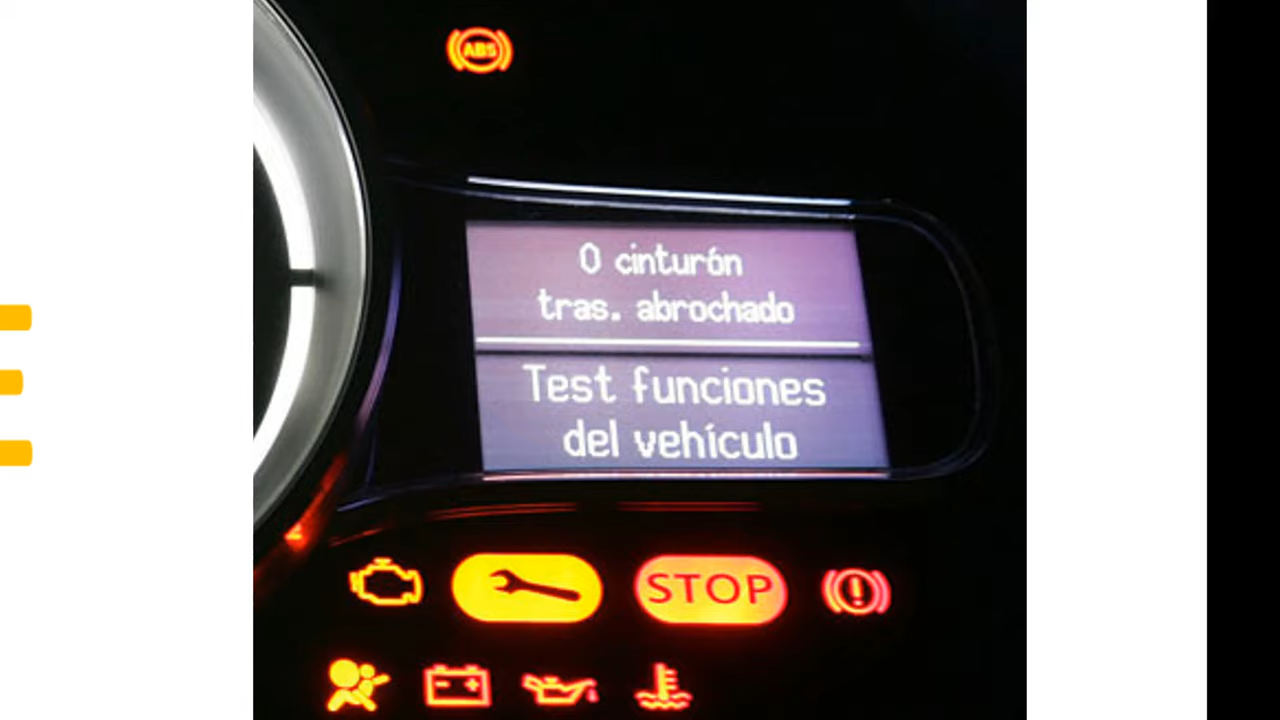 ABS
0 cinturón
tras. abrochado
Test funciones
del vehículo
STOP